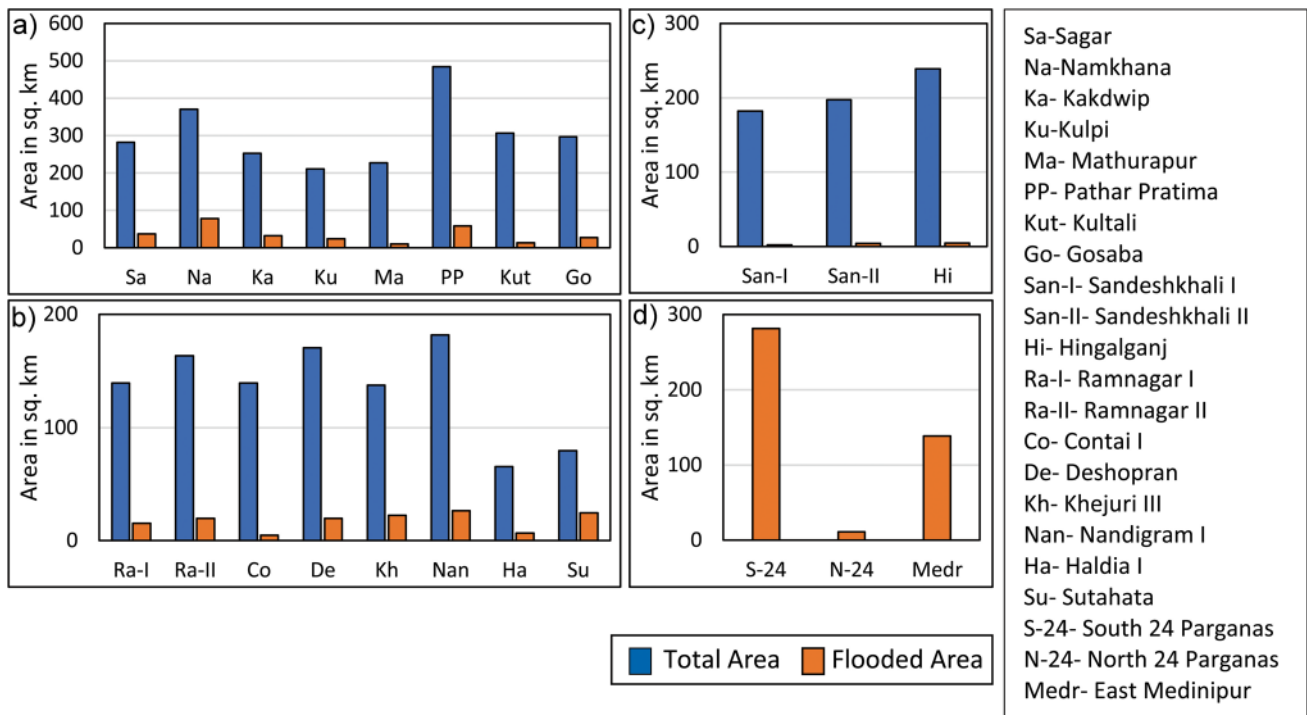 a)
Area in sq. km
600
500
400
300
200
100
0
Sa Na Ka Ku Ma PP Kut Go
b)
Area in sq. km
200
100
0
Ra-I Ra-II Co De Kh Nan Ha Su
c)
Area in sq. km
300
200
100
0
San-I San-II Hi
d)
Area in sq. km
300
200
100
0
S-24 N-24 Medr
Total Area Flooded Area
Sa-Sagar
Na-Namkhana
Ka- Kakdwip
Ku-Kulpi
Ma- Mathurapur
PP- Pathar Pratima
Kut- Kultali
Go- Gosaba
San-I- Sandeshkhali I
San-II- Sandeshkhali II
Hi- Hingalganj
Ra-I- Ramnagar I
Ra-II- Ramnagar II
Co- Contai I
De- Deshopran
Kh- Khejuri III
Nan- Nandigram I
Ha- Haldia I
Su- Sutahata
S-24- South 24 Parganas
N-24- North 24 Parganas
Medr- East Medinipur